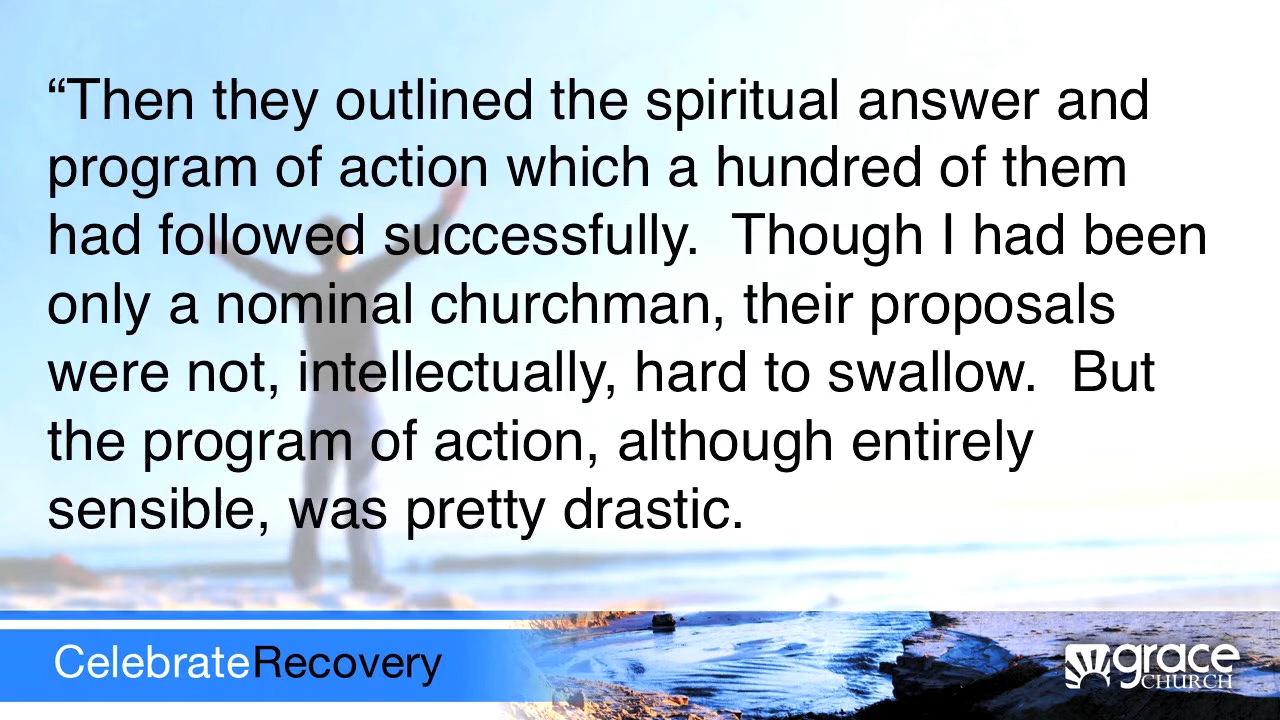 “Then they outlined the spiritual answer and
program of action which a hundred of them
had followed successfully.  Though I had been
only a nominal churchman, their proposals
were not, intellectually, hard to swallow.  But
the program of action, although entirely
sensible, was pretty drastic.
CelebrateRecovery
grace
CHURCH